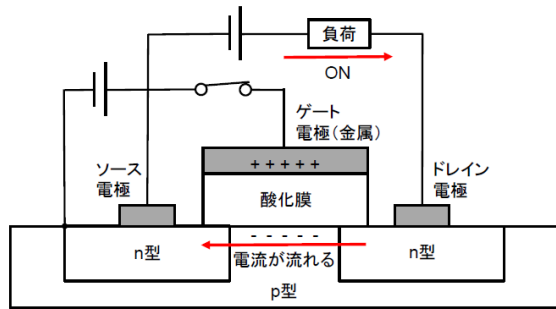 負荷
ON
ゲート
電極(金属)
ソース
電極
+ + + + +
ドレイン
電極
酸化膜
- - - - -
n型
電流が流れる
n型
p型